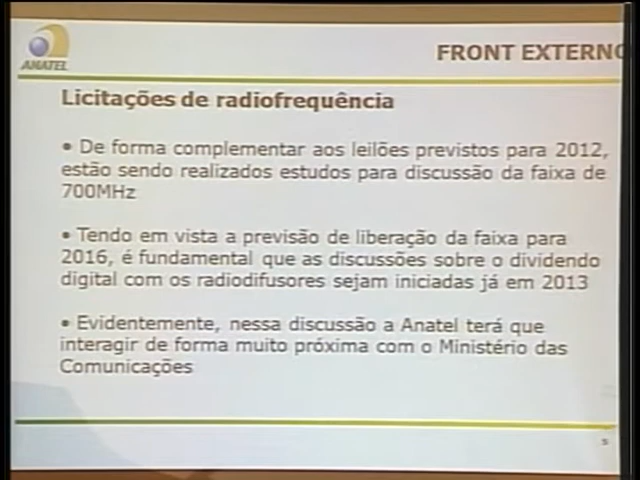 ANATEL
FRONT EXTERNO
Licitações de radiofrequência
• De forma complementar aos leilões previstos para 2012,
estão sendo realizados estudos para discussão da faixa de
700MHz
• Tendo em vista a previsão de liberação da faixa para
2016, é fundamental que as discussões sobre o dividendo
digital com os radiodifusores sejam iniciadas já em 2013
• Evidentemente, nessa discussão a Anatel terá que
interagir de forma muito próxima com o Ministério das
Comunicações
5